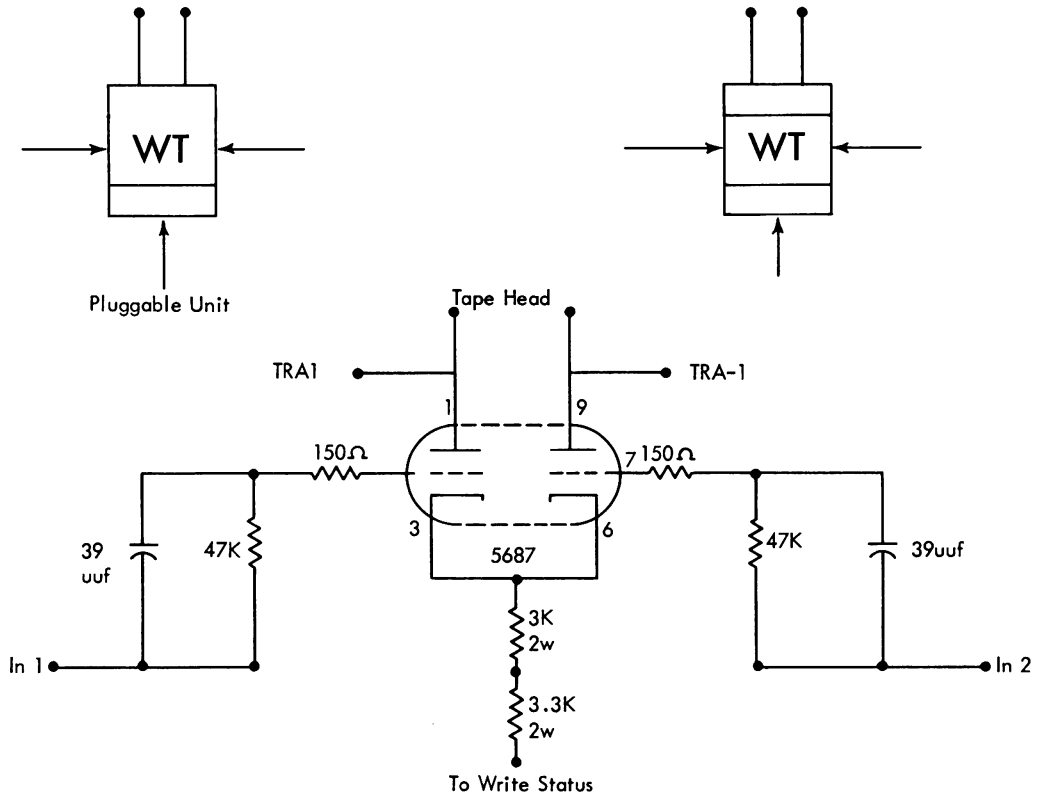 WT
WT
Pluggable Unit
Tape Head
TRA1
TRA-1
1
9
150Ω
7
150Ω
3
6
39
uuf
47K
5687
47K
39uuf
3K
2w
In 1
In 2
3.3K
2w
To Write Status